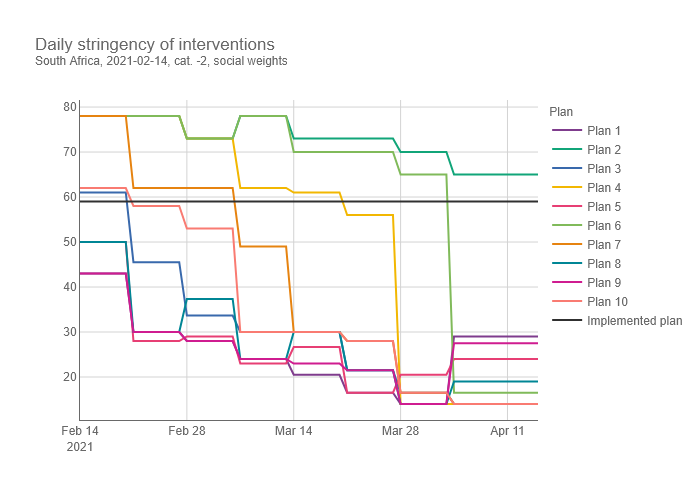 Daily stringency of interventions
South Africa, 2021-02-14, cat. -2, social weights
80
70
60
50
40
30
20
Feb 14
2021
Feb 28
Mar 14
Mar 28
Apr 11
Plan
Plan 1
Plan 2
Plan 3
Plan 4
Plan 5
Plan 6
Plan 7
Plan 8
Plan 9
Plan 10
Implemented plan